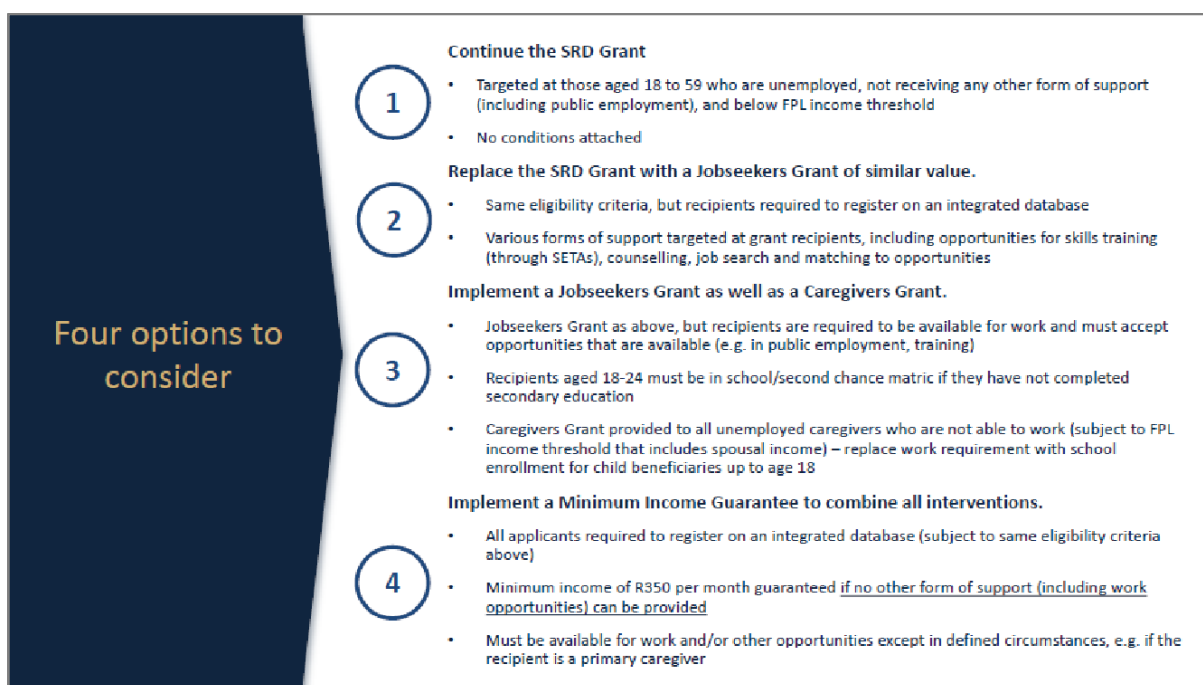 Four options to
consider
1
Continue the SRD Grant
• Targeted at those aged 18 to 59 who are unemployed, not receiving any other form of support
(including public employment), and below FPL income threshold
• No conditions attached
2
Replace the SRD Grant with a Jobseekers Grant of similar value.
• Same eligibility criteria, but recipients required to register on an integrated database
• Various forms of support targeted at grant recipients, including opportunities for skills training
(through SETAs), counselling, job search and matching to opportunities
3
Implement a Jobseekers Grant as well as a Caregivers Grant.
• Jobseekers Grant as above, but recipients are required to be available for work and must accept
opportunities that are available (e.g. in public employment, training)
• Recipients aged 18-24 must be in school/second chance matric if they have not completed
secondary education
• Caregivers Grant provided to all unemployed caregivers who are not able to work (subject to FPL
income threshold that includes spousal income) – replace work requirement with school
enrollment for child beneficiaries up to age 18
4
Implement a Minimum Income Guarantee to combine all interventions.
• All applicants required to register on an integrated database (subject to same eligibility criteria
above)
• Minimum income of R350 per month guaranteed if no other form of support (including work
opportunities) can be provided
• Must be available for work and/or other opportunities except in defined circumstances, e.g. if the
recipient is a primary caregiver